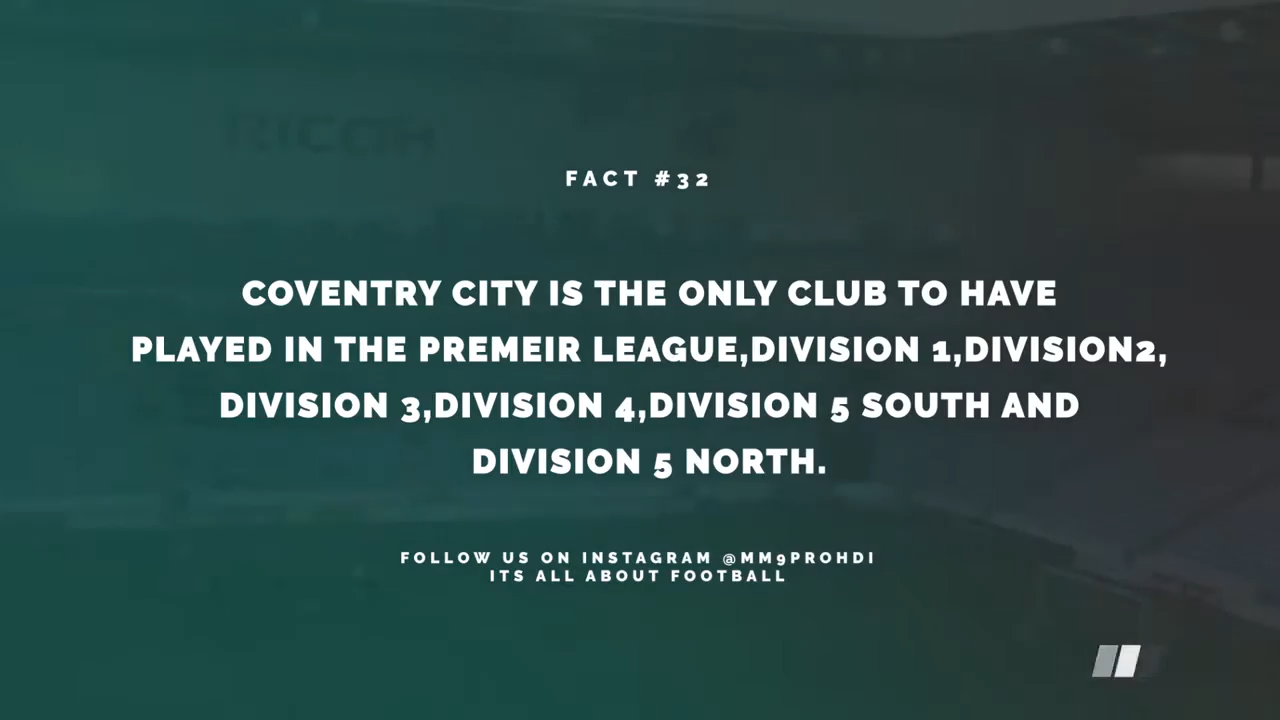 FACT #32
COVENTRY CITY IS THE ONLY CLUB TO HAVE
PLAYED IN THE PREMEIR LEAGUE,DIVISION 1,DIVISION2,
DIVISION 3,DIVISION 4,DIVISION 5 SOUTH AND
DIVISION 5 NORTH.
FOLLOW US ON INSTAGRAM @MM9PROHDI
ITS ALL ABOUT FOOTBALL
RICOH